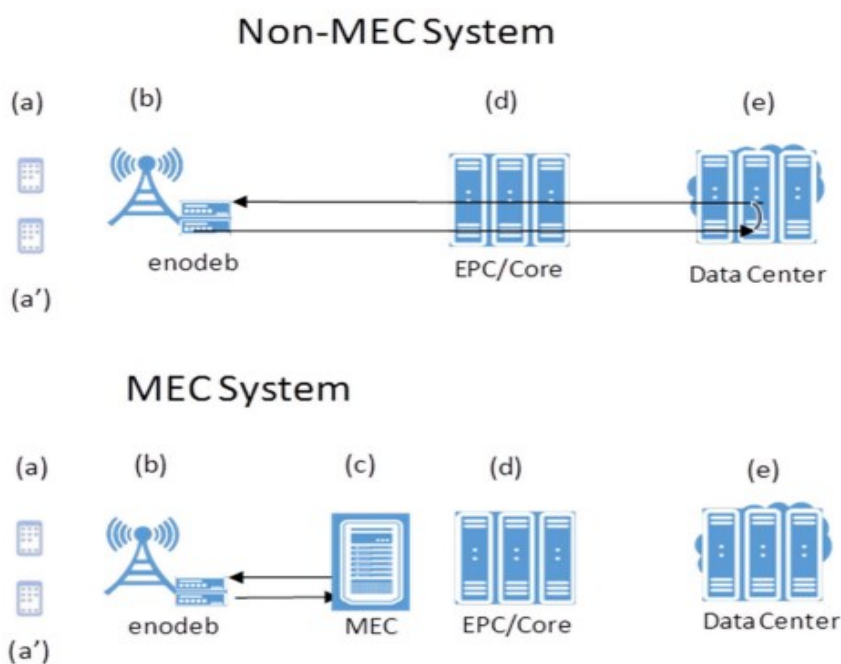 Non-MEC System
(a) (b) (d) (e)
enodeb EPC/Core Data Center
(a’)
MEC System
(a) (b) (c) (d) (e)
enodeb MEC EPC/Core Data Center
(a’)